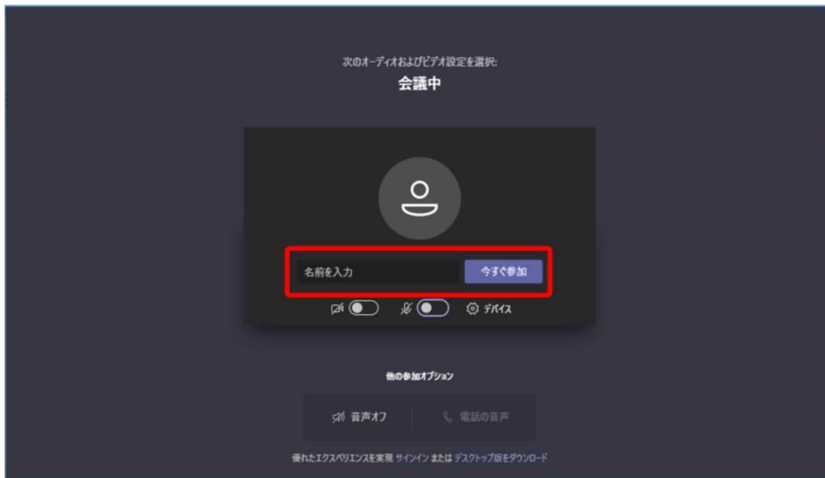 次のオーディオおよびビデオ設定を選択:
会議中
名前を入力 今すぐ参加
デバイス
他の参加オプション
音声オフ 電話の音声
優れたエクスペリエンスを実現 サインイン または デスクトップ版をダウンロード